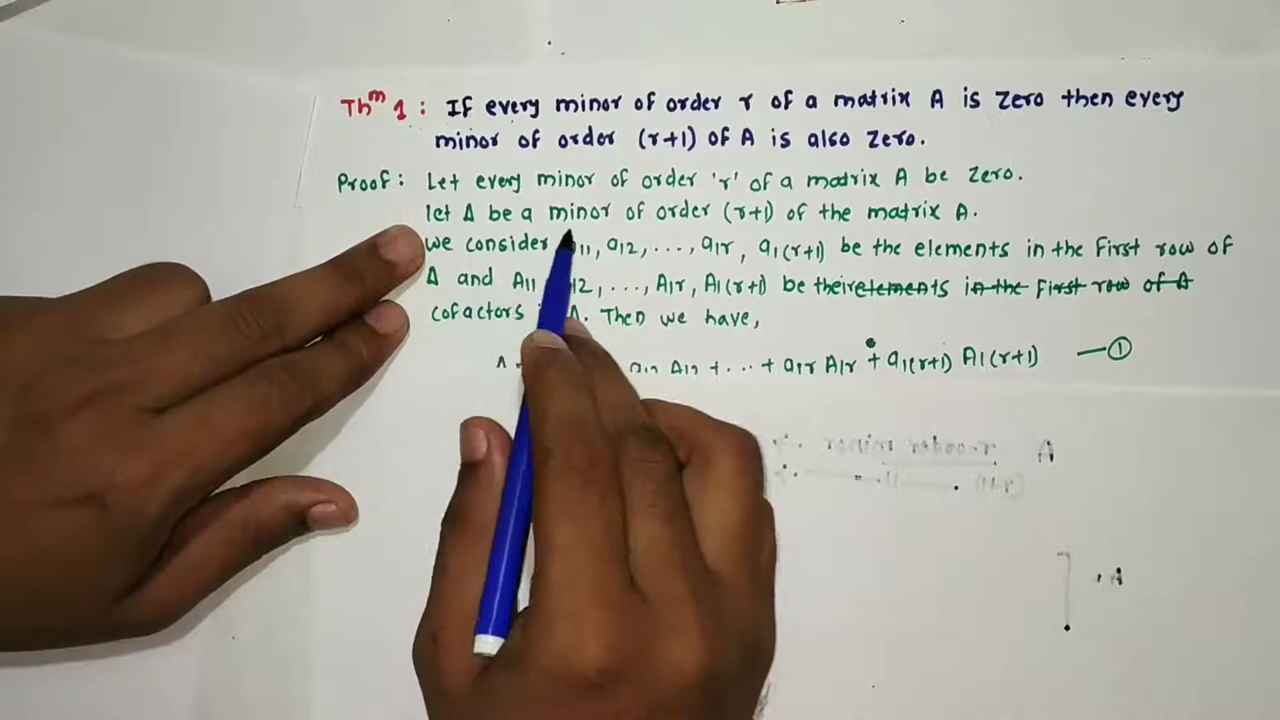 Thm 1: If every minor of order r of a matrix A is zero then every
minor of order (r+1) of A is also zero.
Proof: Let every minor of order 'r' of a matrix A be zero.
let Δ be a minor of order (r+1) of the matrix A.
we consider a11, a12, ..., a1r, a1(r+1) be the elements in the first row of
Δ and A11, A12, ..., A1r, A1(r+1) be their elements in the first row of Δ
cofactors Δ. Then we have,
a12 A12 + ... + a1r A1r + a1(r+1) A1(r+1) — ①
A
A